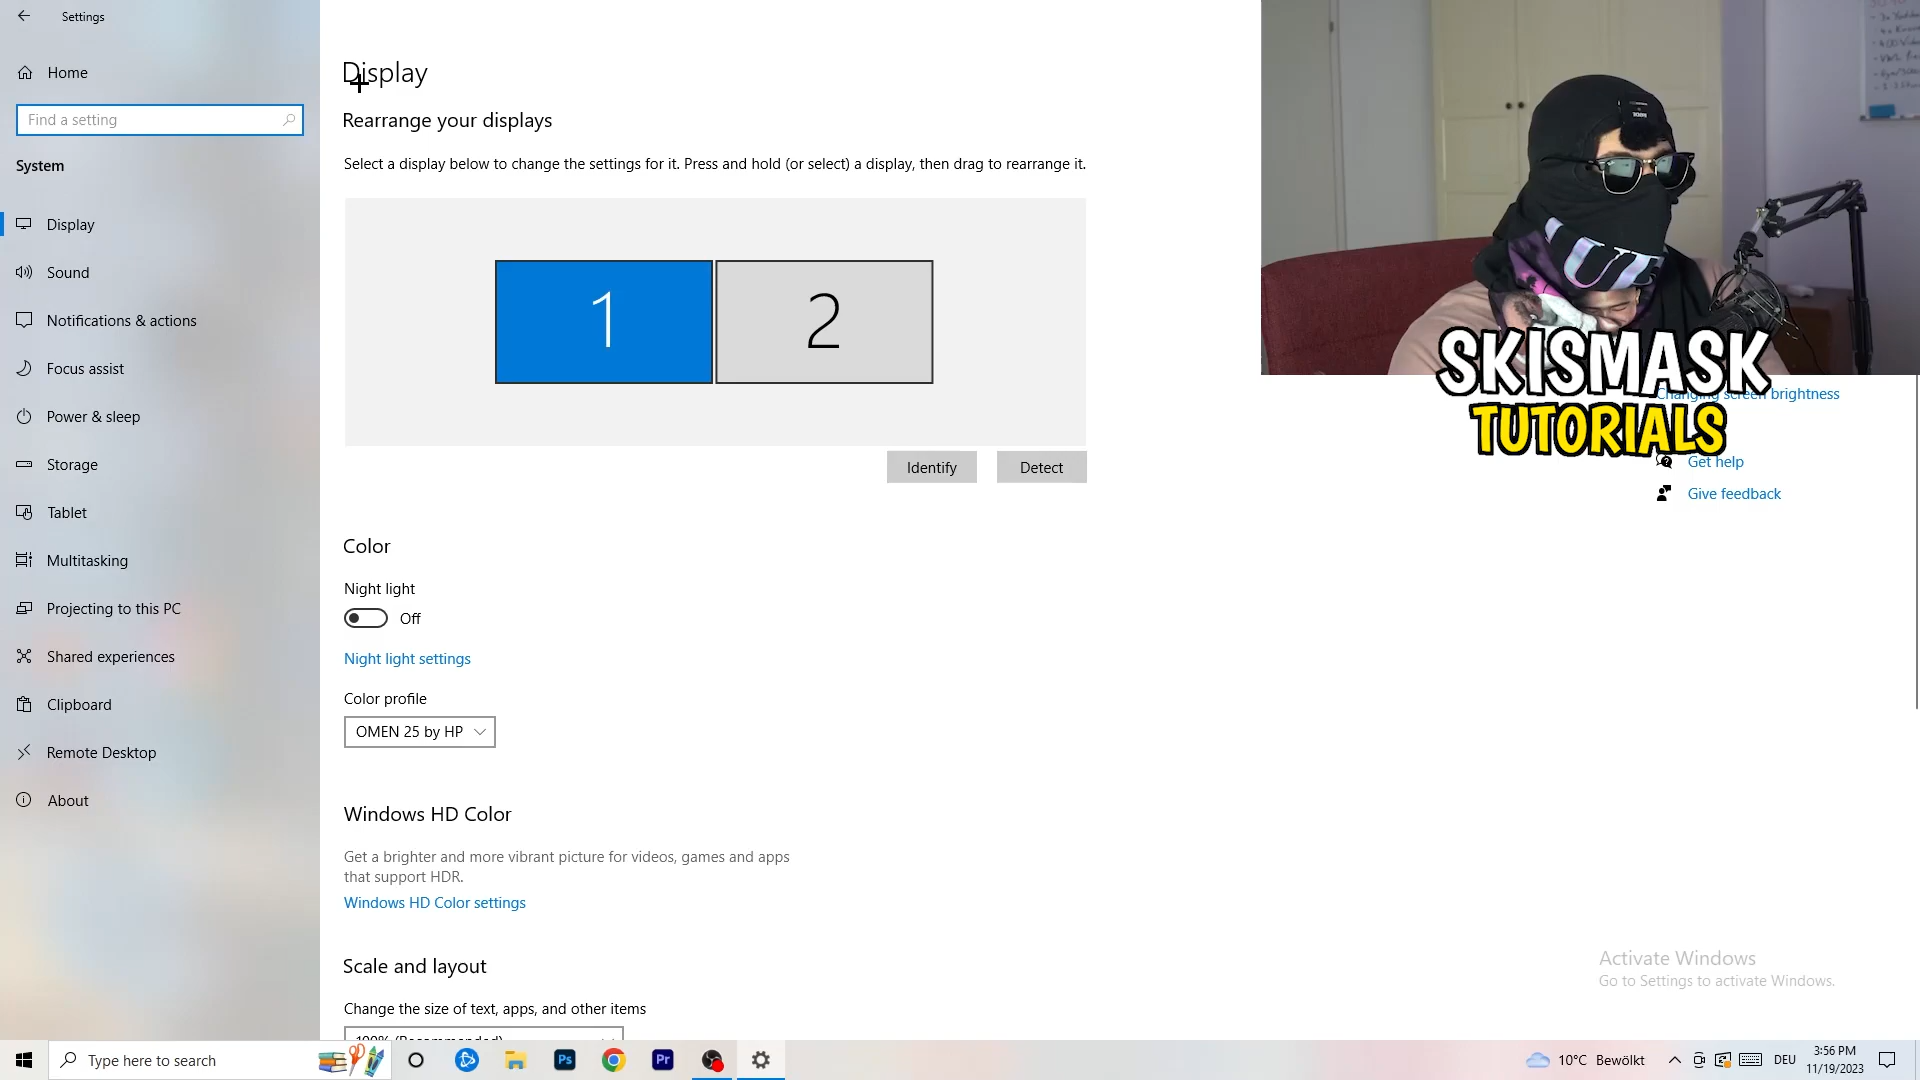 Settings
Home
Find a setting
System
Display
Sound
Notifications & actions
Focus assist
Power & sleep
Storage
Tablet
Multitasking
Projecting to this PC
Shared experiences
Clipboard
Remote Desktop
About
Display
Rearrange your displays
Select a display below to change the settings for it. Press and hold (or select) a display, then drag to rearrange it.
1
2
Identify
Detect
Color
Night light
Off
Night light settings
Color profile
OMEN 25 by HP
Windows HD Color
Get a brighter and more vibrant picture for videos, games and apps
that support HDR.
Windows HD Color settings
Scale and layout
Change the size of text, apps, and other items
100% (Recommended)
SKISMASK
TUTORIALS
Changing screen brightness
Get help
Give feedback
Activate Windows
Go to Settings to activate Windows.
Type here to search
Ps
Pr
10°C Bewölkt
DEU
3:56 PM
11/19/2023